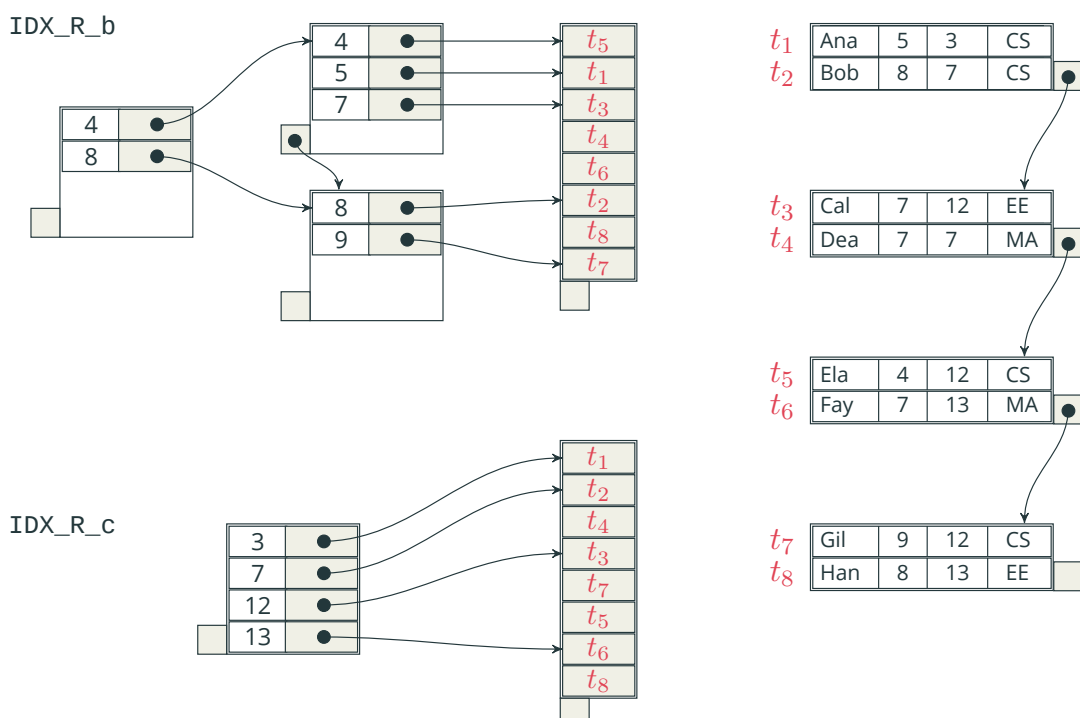 IDX_R_b
4
8
4
5
7
8
9
t5
t1
t3
t4
t6
t2
t8
t7
IDX_R_c
3
7
12
13
t1
t2
t4
t3
t7
t5
t6
t8
t1 Ana 5 3 CS
t2 Bob 8 7 CS
t3 Cal 7 12 EE
t4 Dea 7 7 MA
t5 Ela 4 12 CS
t6 Fay 7 13 MA
t7 Gil 9 12 CS
t8 Han 8 13 EE